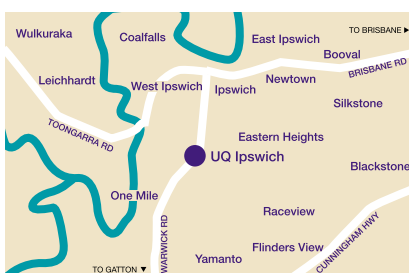 TO BRISBANE
Wulkuraka
Coalfalls
East Ipswich
Booval
BRISBANE RD
Leichhardt
West Ipswich
Ipswich
Newtown
Silkstone
TOONGARRA RD
Eastern Heights
UQ Ipswich
Blackstone
One Mile
Raceview
WARWICK RD
CUNNINGHAM HWY
Flinders View
Yamanto
TO GATTON